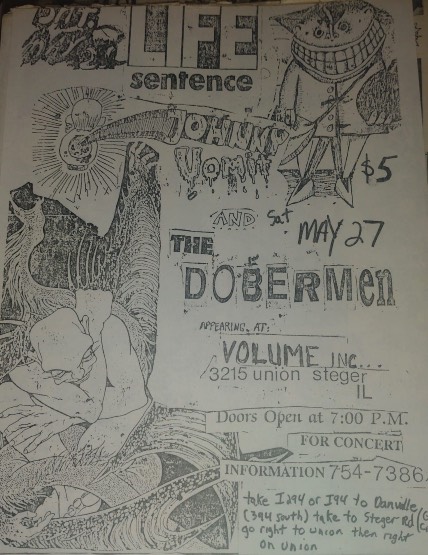 LIFE
sentence
JOHNNY
VOMIT
$5
AND Sat MAY 27
THE
DOBERMEN
APPEARING AT:
VOLUME INC...
3215 union steger
IL
Doors Open at 7:00 P.M.
FOR CONCERT
INFORMATION 754-7386
take I294 or I94 to Danville
(394 south) take to Steger Rd
go right to union then right
on union